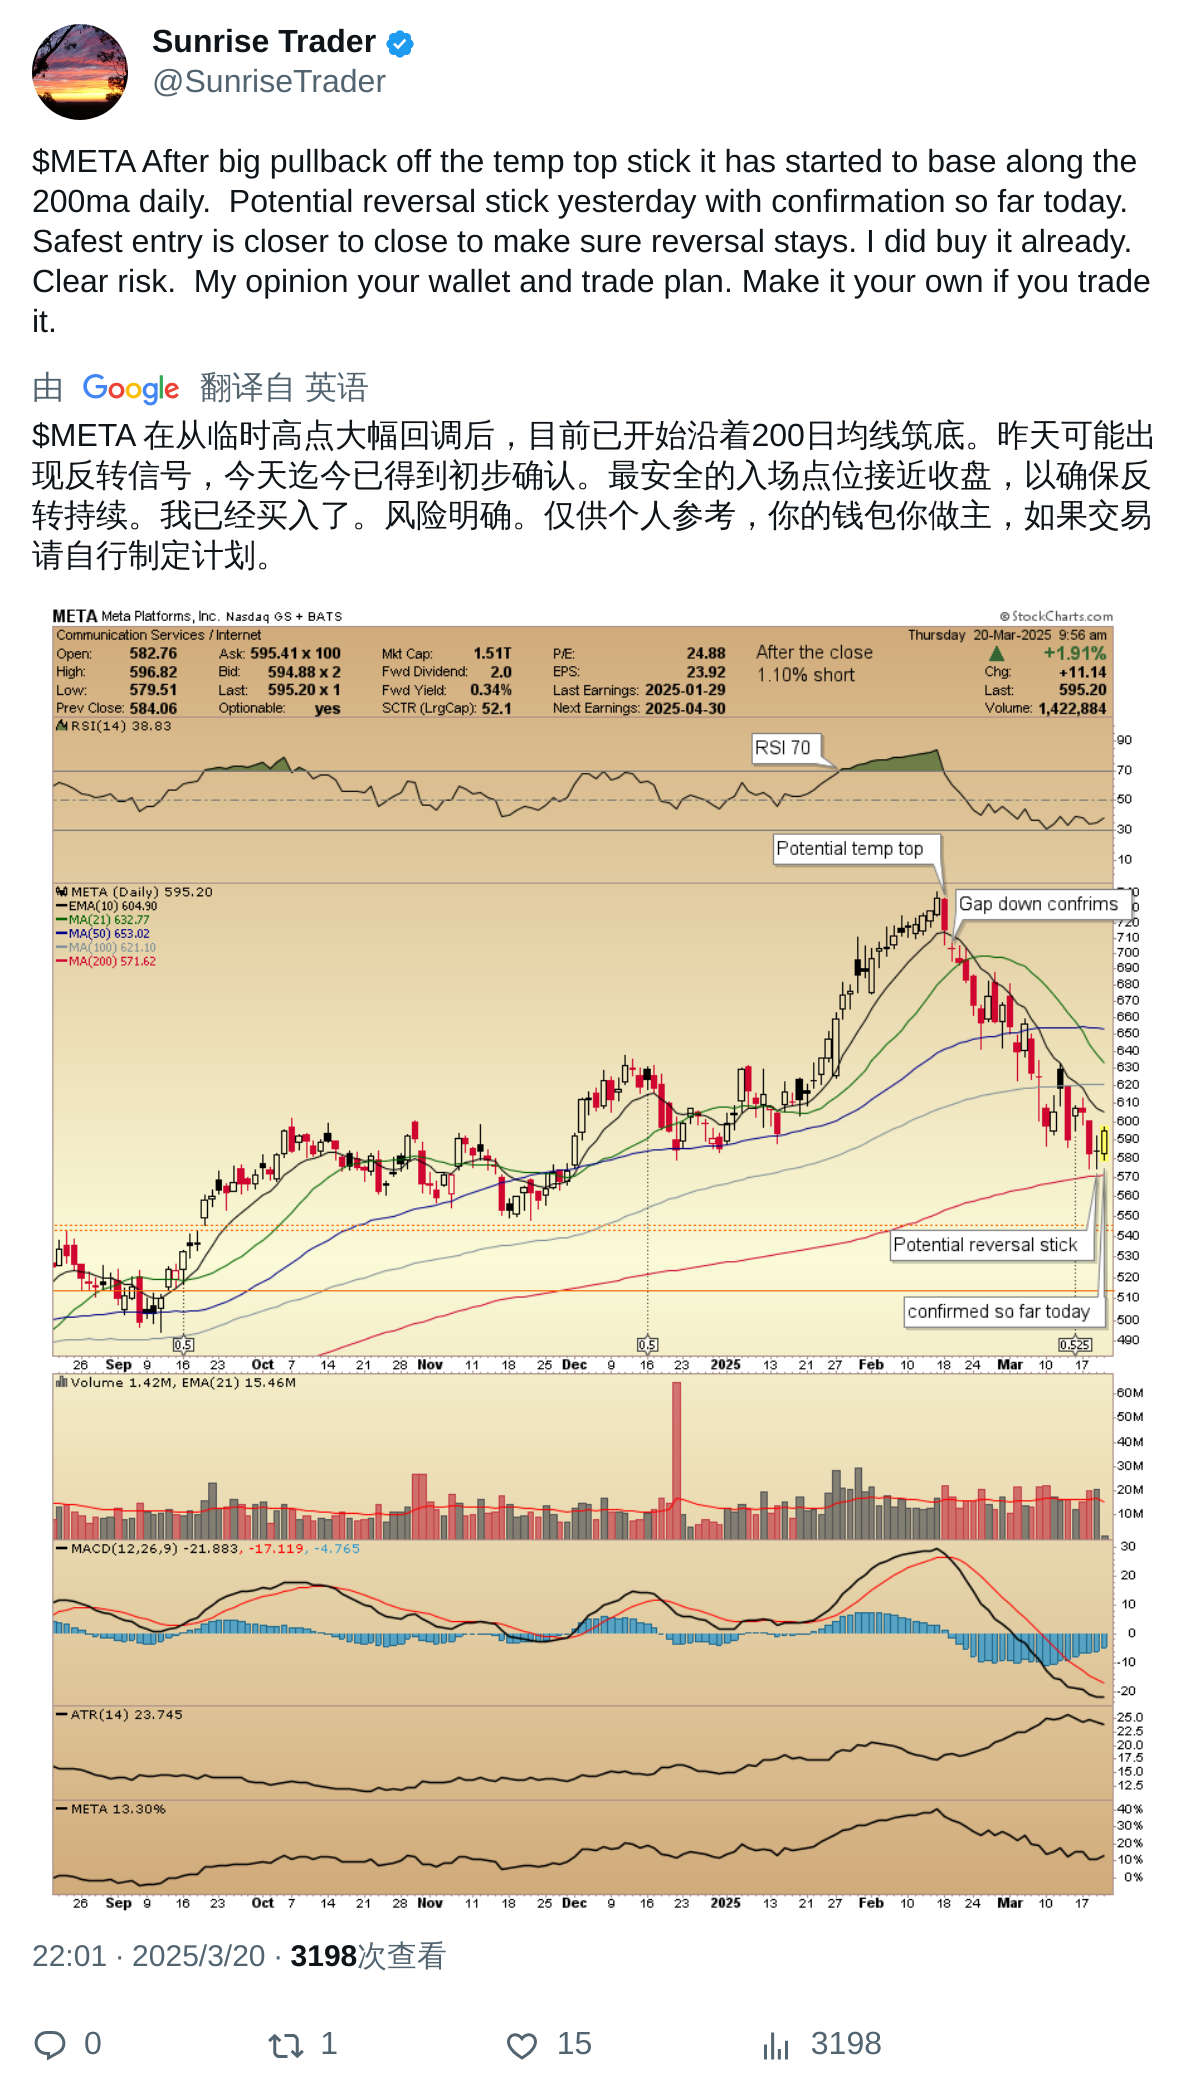 Sunrise Trader
@SunriseTrader
$META After big pullback off the temp top stick it has started to base along the
200ma daily.  Potential reversal stick yesterday with confirmation so far today.
Safest entry is closer to close to make sure reversal stays. I did buy it already.
Clear risk.  My opinion your wallet and trade plan. Make it your own if you trade
it.
由 Google 翻译自 英语
$META 在从临时高点大幅回调后，目前已开始沿着200日均线筑底。昨天可能出
现反转信号，今天迄今已得到初步确认。最安全的入场点位接近收盘，以确保反
转持续。我已经买入了。风险明确。仅供个人参考，你的钱包你做主，如果交易
请自行制定计划。
META Meta Platforms, Inc. Nasdaq GS + BATS © StockCharts.com
Communication Services / Internet Thursday 20-Mar-2025 9:56 am
Open: 582.76 Ask: 595.41 x 100 Mkt Cap: 1.51T P/E: 24.88 After the close +1.91%
High: 596.82 Bid: 594.88 x 2 Fwd Dividend: 2.0 EPS: 23.92 1.10% short Chg: +11.14
Low: 579.51 Last: 595.20 x 1 Fwd Yield: 0.34% Last Earnings: 2025-01-29 Last: 595.20
Prev Close: 584.06 Optionable: yes SCTR (LrgCap): 52.1 Next Earnings: 2025-04-30 Volume: 1,422,884
RSI(14) 38.83
90
RSI 70
70
50
30
Potential temp top
10
META (Daily) 595.20
EMA(10) 604.90
Gap down confrims
MA(21) 632.77
720
MA(50) 653.02
710
MA(100) 621.10
700
MA(200) 571.62
690
680
670
660
650
640
630
620
610
600
590
580
570
560
550
540
Potential reversal stick
530
520
510
confirmed so far today
500
490
0.5 0.5 0.525
26 Sep 9 16 23 Oct 7 14 21 28 Nov 11 18 25 Dec 9 16 23 2025 13 21 27 Feb 10 18 24 Mar 10 17
Volume 1.42M, EMA(21) 15.46M
60M
50M
40M
30M
20M
10M
MACD(12,26,9) -21.883, -17.119, -4.765
30
20
10
0
-10
-20
ATR(14) 23.745
25.0
22.5
20.0
17.5
15.0
12.5
META 13.30%
40%
30%
20%
10%
0%
26 Sep 9 16 23 Oct 7 14 21 28 Nov 11 18 25 Dec 9 16 23 2025 13 21 27 Feb 10 18 24 Mar 10 17
22:01 · 2025/3/20 · 3198次查看
0 1 15 3198